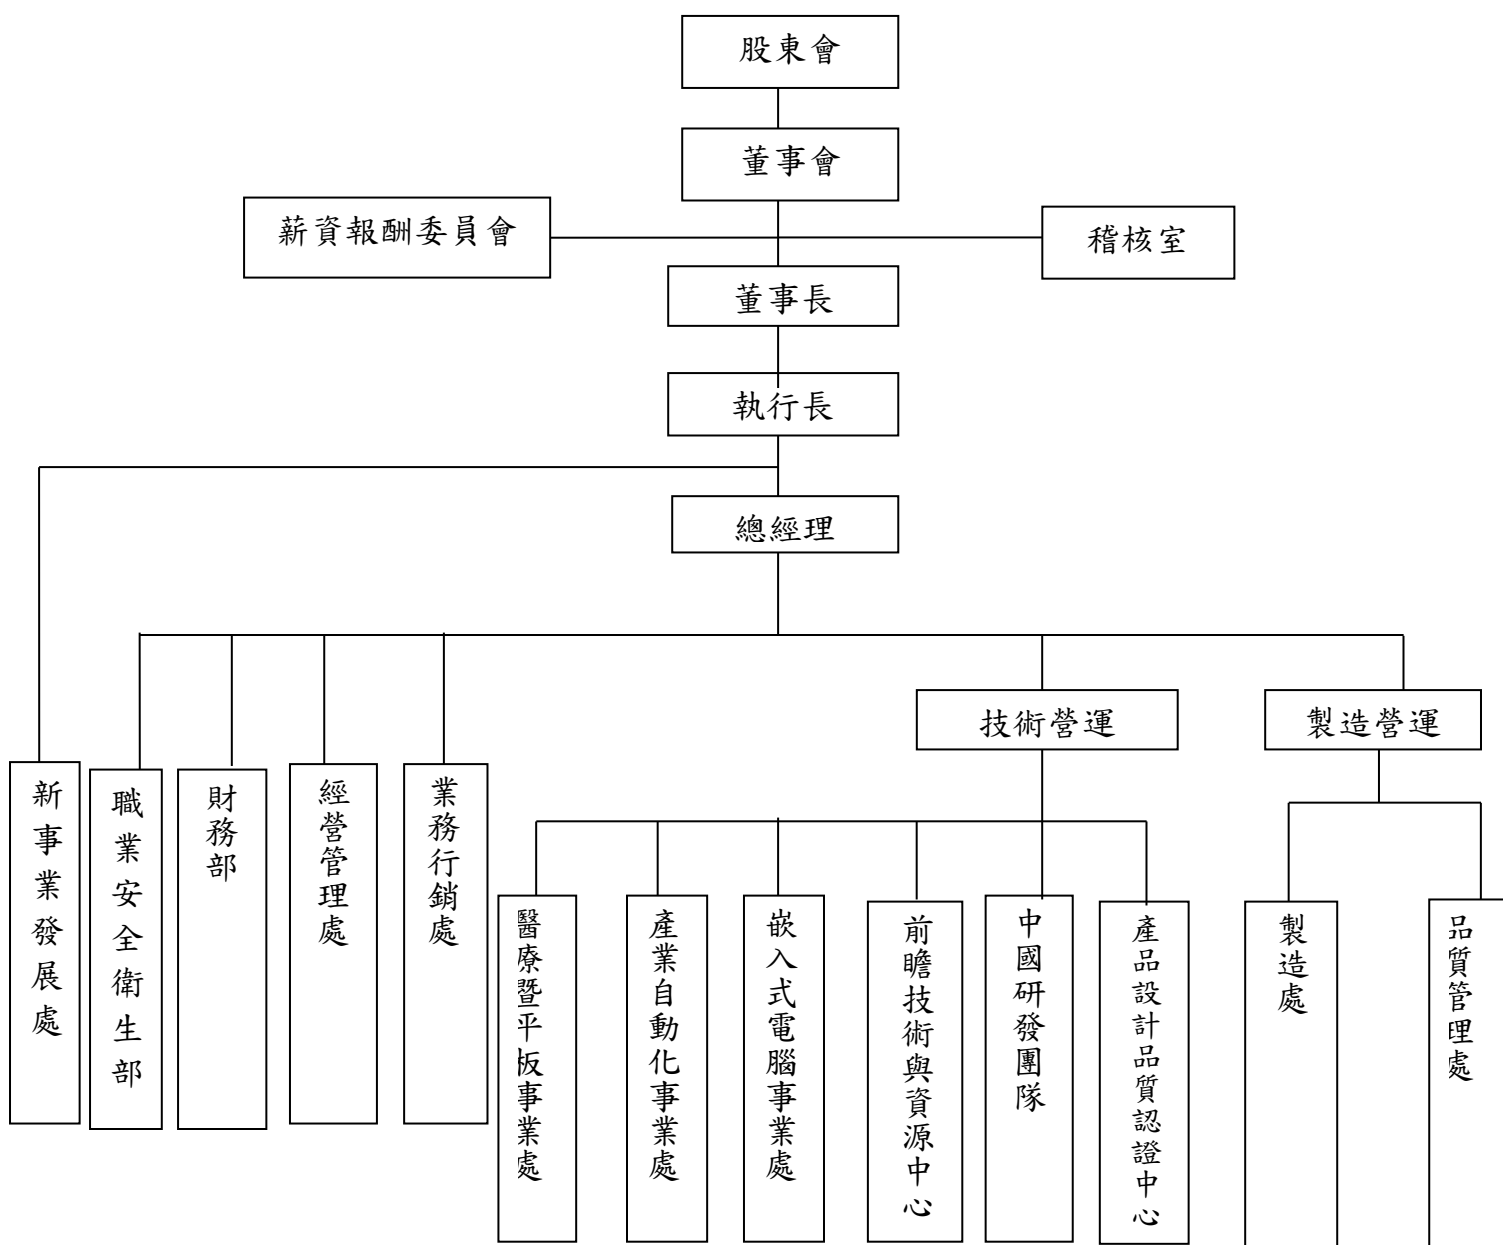 股東會
董事會
薪資報酬委員會
稽核室
董事長
執行長
總經理
技術營運
製造營運
新事業發展處
職業安全衛生部
財務部
經營管理處
業務行銷處
醫療暨平板事業處
產業自動化事業處
嵌入式電腦事業處
前瞻技術與資源中心
中國研發團隊
產品設計品質認證中心
製造處
品質管理處